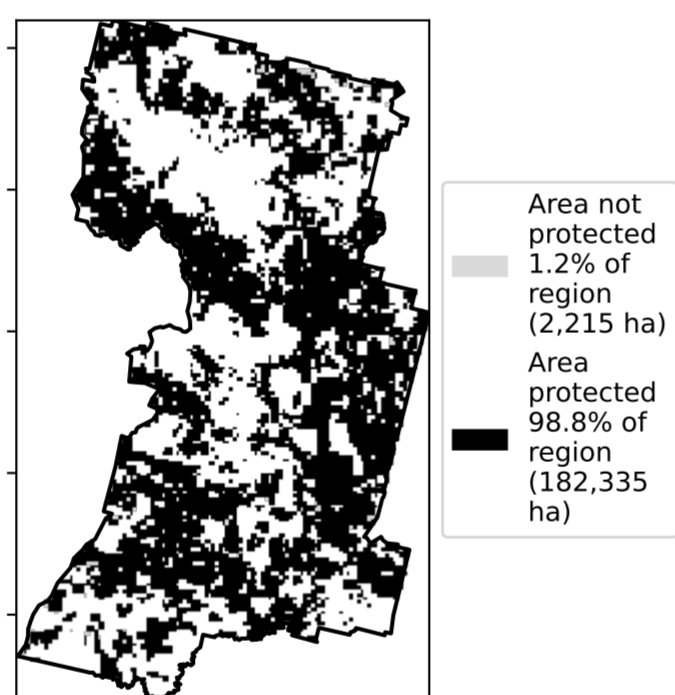 Area not
protected
1.2% of
region
(2,215 ha)
Area
protected
98.8% of
region
(182,335
ha)